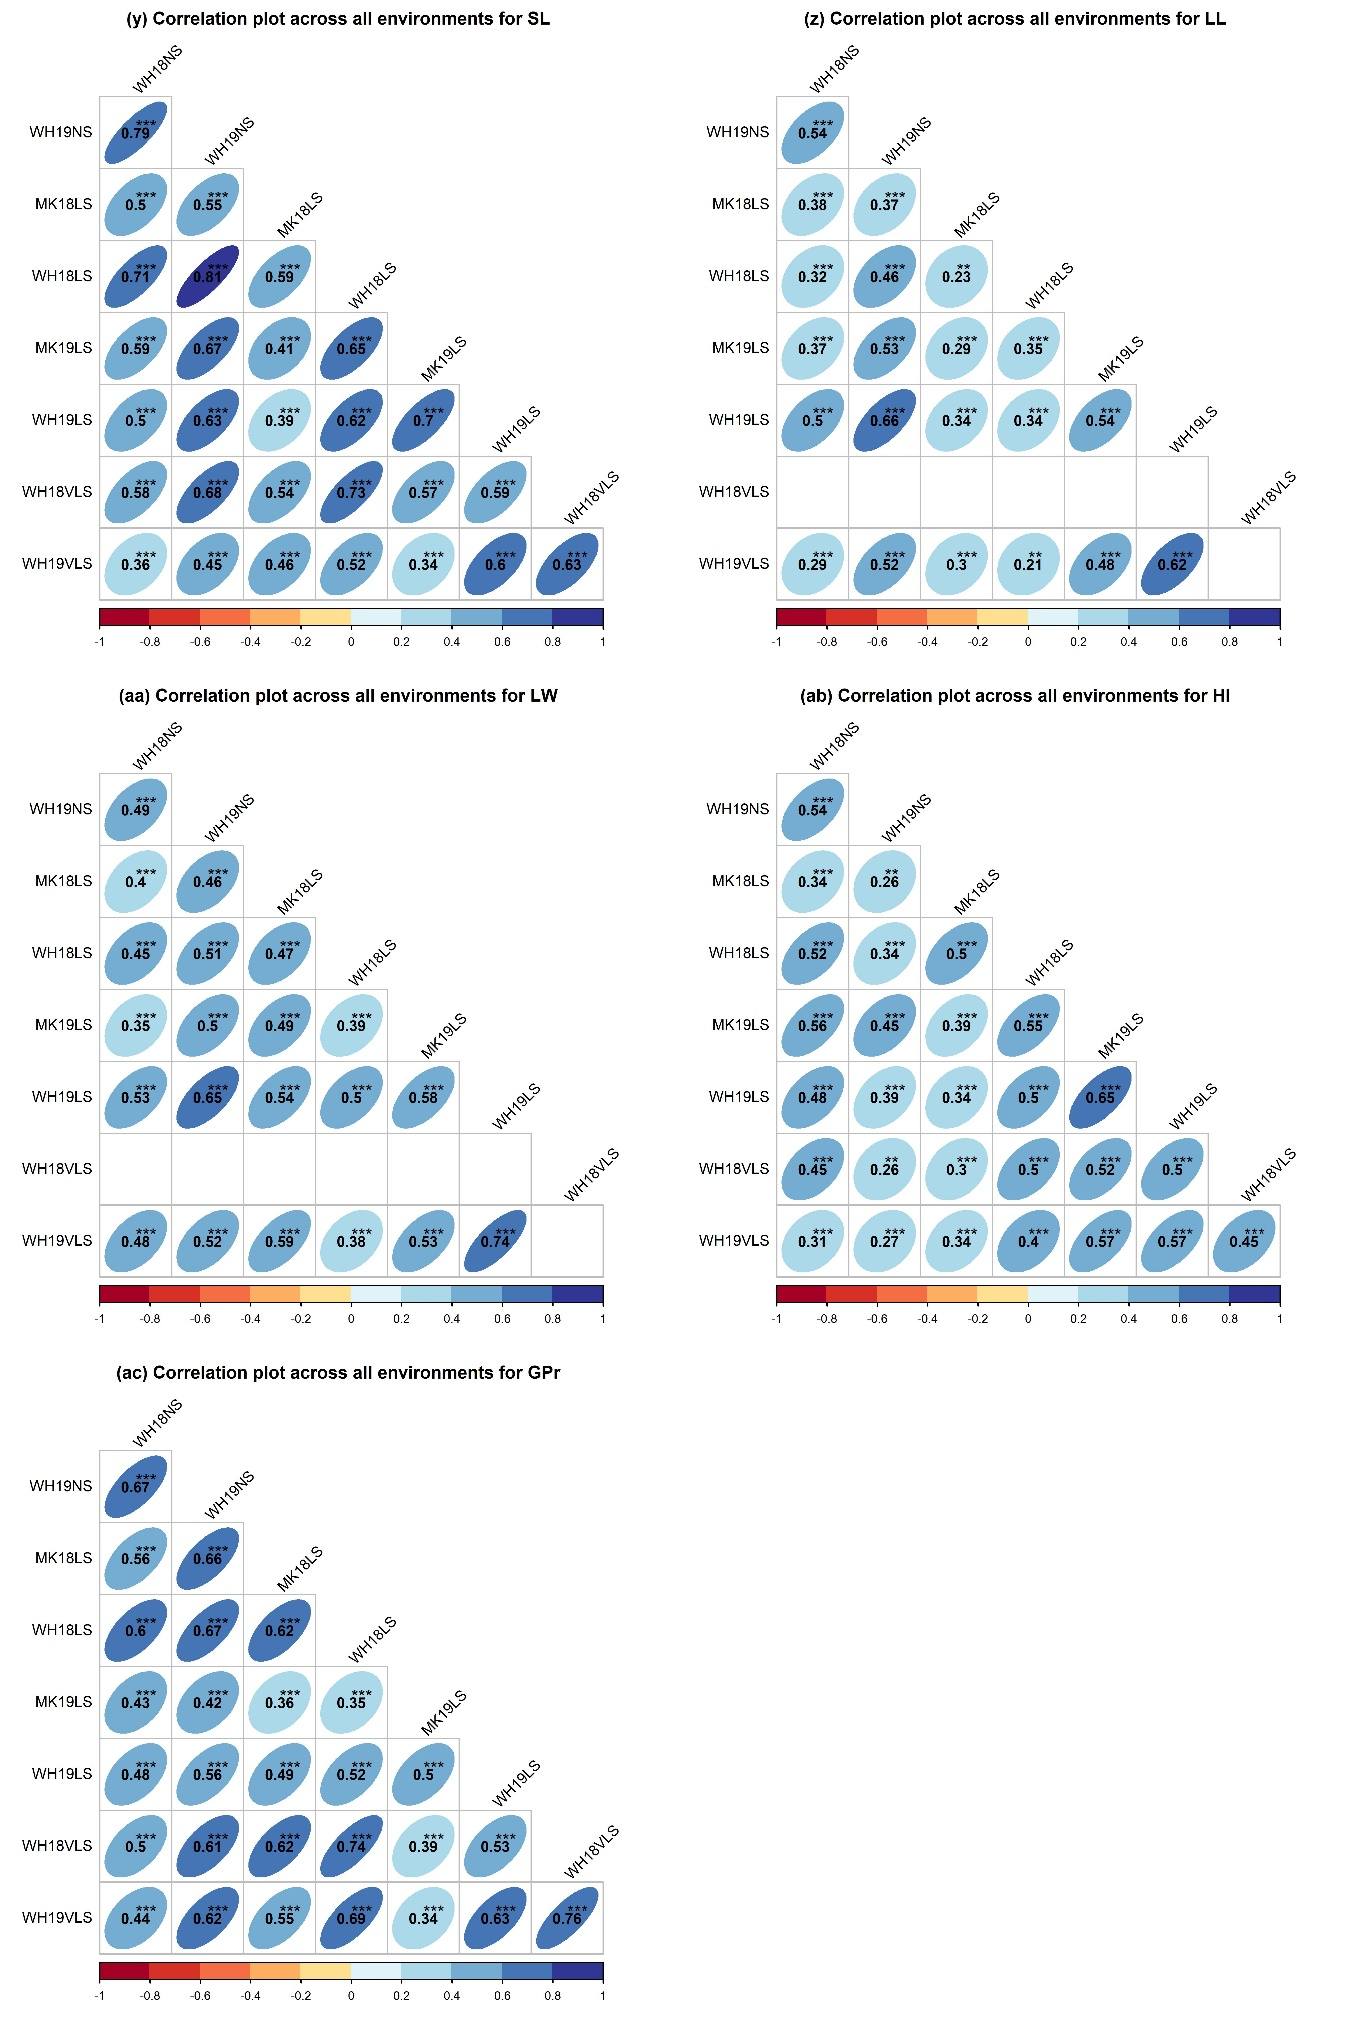 (y) Correlation plot across all environments for SL
WH18NS
WH19NS 0.79***
WH19NS
MK18LS 0.5*** 0.55***
MK18LS
WH18LS 0.71*** 0.81*** 0.59***
WH18LS
MK19LS 0.59*** 0.67*** 0.41*** 0.65***
MK19LS
WH19LS 0.5*** 0.63*** 0.39*** 0.62*** 0.7***
WH19LS
WH18VLS 0.58*** 0.68*** 0.54*** 0.73*** 0.57*** 0.59***
WH18VLS
WH19VLS 0.36*** 0.45*** 0.46*** 0.52*** 0.34*** 0.6*** 0.63***
-1 -0.8 -0.6 -0.4 -0.2 0 0.2 0.4 0.6 0.8 1
(z) Correlation plot across all environments for LL
WH18NS
WH19NS 0.54***
WH19NS
MK18LS 0.38*** 0.37***
MK18LS
WH18LS 0.32*** 0.46*** 0.23**
WH18LS
MK19LS 0.37*** 0.53*** 0.29*** 0.35***
MK19LS
WH19LS 0.5*** 0.66*** 0.34*** 0.34*** 0.54***
WH19LS
WH18VLS
WH18VLS
WH19VLS 0.29*** 0.52*** 0.3*** 0.21** 0.48*** 0.62***
-1 -0.8 -0.6 -0.4 -0.2 0 0.2 0.4 0.6 0.8 1
(aa) Correlation plot across all environments for LW
WH18NS
WH19NS 0.49***
WH19NS
MK18LS 0.4*** 0.46***
MK18LS
WH18LS 0.45*** 0.51*** 0.47***
WH18LS
MK19LS 0.35*** 0.5*** 0.49*** 0.39***
MK19LS
WH19LS 0.53*** 0.65*** 0.54*** 0.5*** 0.58***
WH19LS
WH18VLS
WH18VLS
WH19VLS 0.48*** 0.52*** 0.59*** 0.38*** 0.53*** 0.74***
-1 -0.8 -0.6 -0.4 -0.2 0 0.2 0.4 0.6 0.8 1
(ab) Correlation plot across all environments for HI
WH18NS
WH19NS 0.54***
WH19NS
MK18LS 0.34*** 0.26**
MK18LS
WH18LS 0.52*** 0.34*** 0.5***
WH18LS
MK19LS 0.56*** 0.45*** 0.39*** 0.55***
MK19LS
WH19LS 0.48*** 0.39*** 0.34*** 0.5*** 0.65***
WH19LS
WH18VLS 0.45*** 0.26** 0.3*** 0.5*** 0.52*** 0.5***
WH18VLS
WH19VLS 0.31*** 0.27*** 0.34*** 0.4*** 0.57*** 0.57*** 0.45***
-1 -0.8 -0.6 -0.4 -0.2 0 0.2 0.4 0.6 0.8 1
(ac) Correlation plot across all environments for GPr
WH18NS
WH19NS 0.67***
WH19NS
MK18LS 0.56*** 0.66***
MK18LS
WH18LS 0.6*** 0.67*** 0.62***
WH18LS
MK19LS 0.43*** 0.42*** 0.36*** 0.35***
MK19LS
WH19LS 0.48*** 0.56*** 0.49*** 0.52*** 0.5***
WH19LS
WH18VLS 0.5*** 0.61*** 0.62*** 0.74*** 0.39*** 0.53***
WH18VLS
WH19VLS 0.44*** 0.62*** 0.55*** 0.69*** 0.34*** 0.63*** 0.76***
-1 -0.8 -0.6 -0.4 -0.2 0 0.2 0.4 0.6 0.8 1